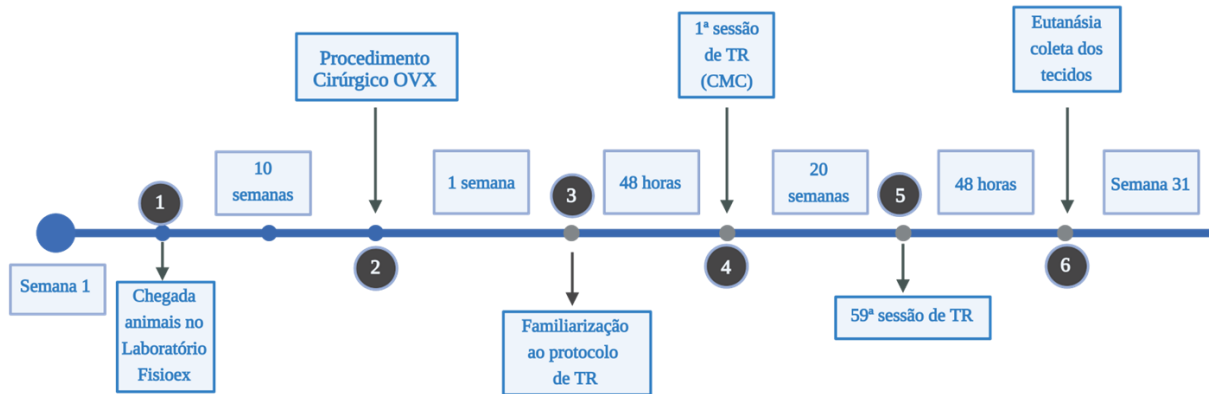 Semana 1
1
Chegada
animais no
Laboratório
Fisioex
10
semanas
Procedimento
Cirúrgico OVX
2
1 semana
3
Familiarização
ao protocolo
de TR
48 horas
1ª sessão
de TR
(CMC)
4
20
semanas
5
59ª sessão de TR
48 horas
Eutanásia
coleta dos
tecidos
6
Semana 31